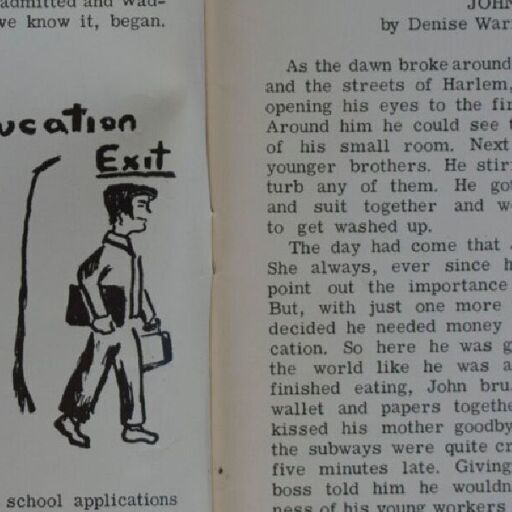 admitted and wad-
we know it, began.
ucation
Exit
school applications
JOHN
by Denise War
As the dawn broke around
and the streets of Harlem,
opening his eyes to the fir
Around him he could see t
of his small room. Next
younger brothers. He stir
turb any of them. He go
and suit together and w
to get washed up.
The day had come that
She always, ever since h
point out the importance
But, with just one more
decided he needed money
cation. So here he was g
the world like he was a
finished eating, John bru
wallet and papers togethe
kissed his mother goodby
the subways were quite cr
five minutes late. Giving
boss told him he wouldn
ness of his young workers